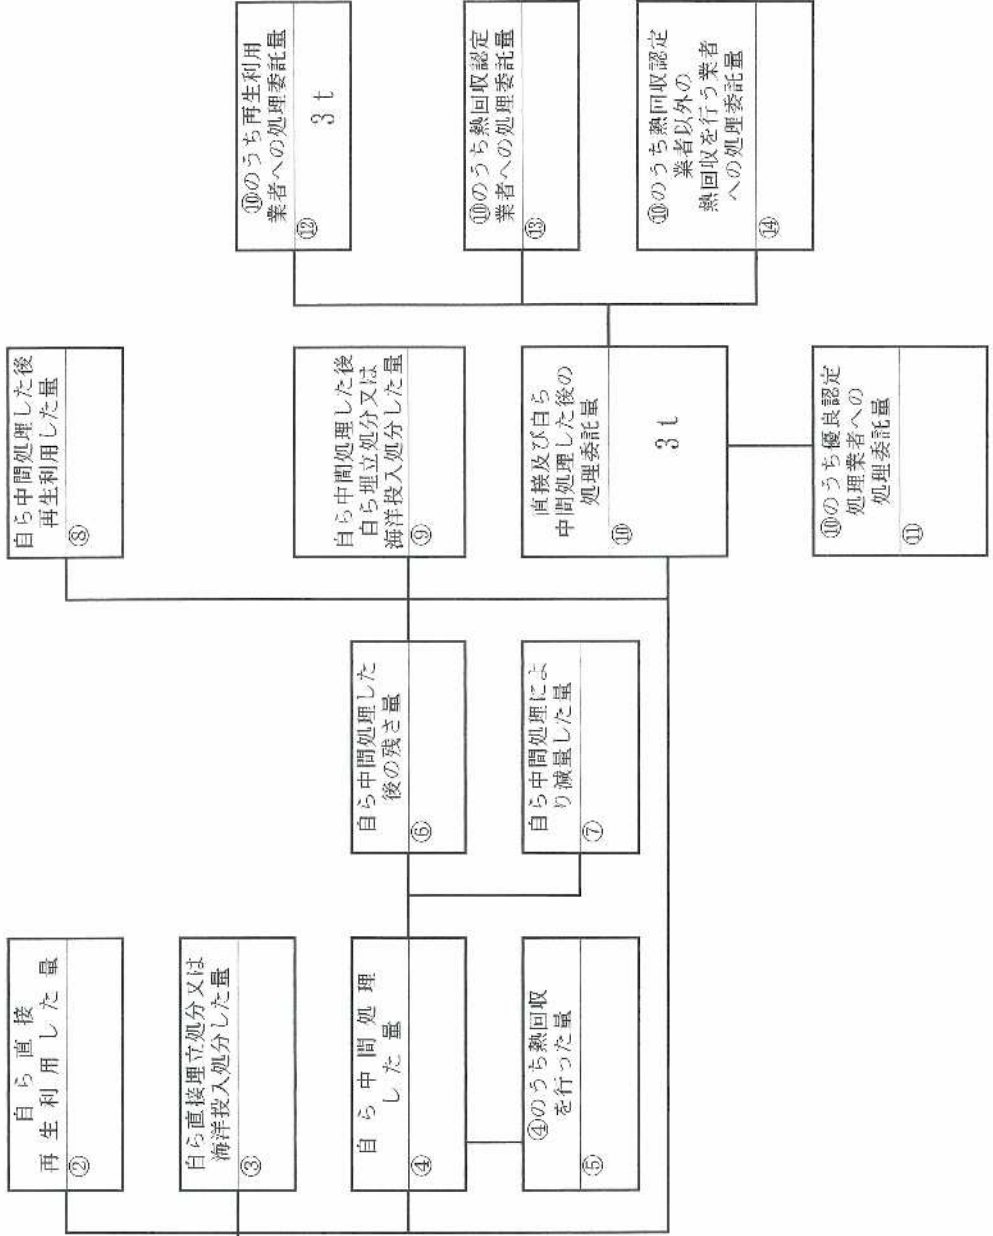 自ら直接
再生利用した量
②
自ら直接埋立処分又は
海洋投入処分した量
③
自ら中間処理
した量
④
④のうち熱回収
を行った量
⑤
自ら中間処理した
後の残さ量
⑥
自ら中間処理によ
り減量した量
⑦
自ら中間処理した後
再生利用した量
⑧
自ら中間処理した後
自ら埋立処分又は
海洋投入処分した量
⑨
直接及び自ら
中間処理した後の
処理委託量
⑩
3t
⑩のうち優良認定
処理業者への
処理委託量
⑪
⑩のうち再生利用
業者への処理委託量
⑫
3t
⑩のうち熱回収認定
業者への処理委託量
⑬
⑩のうち熱回収認定
業者以外の
熱回収を行う業者
への処理委託量
⑭